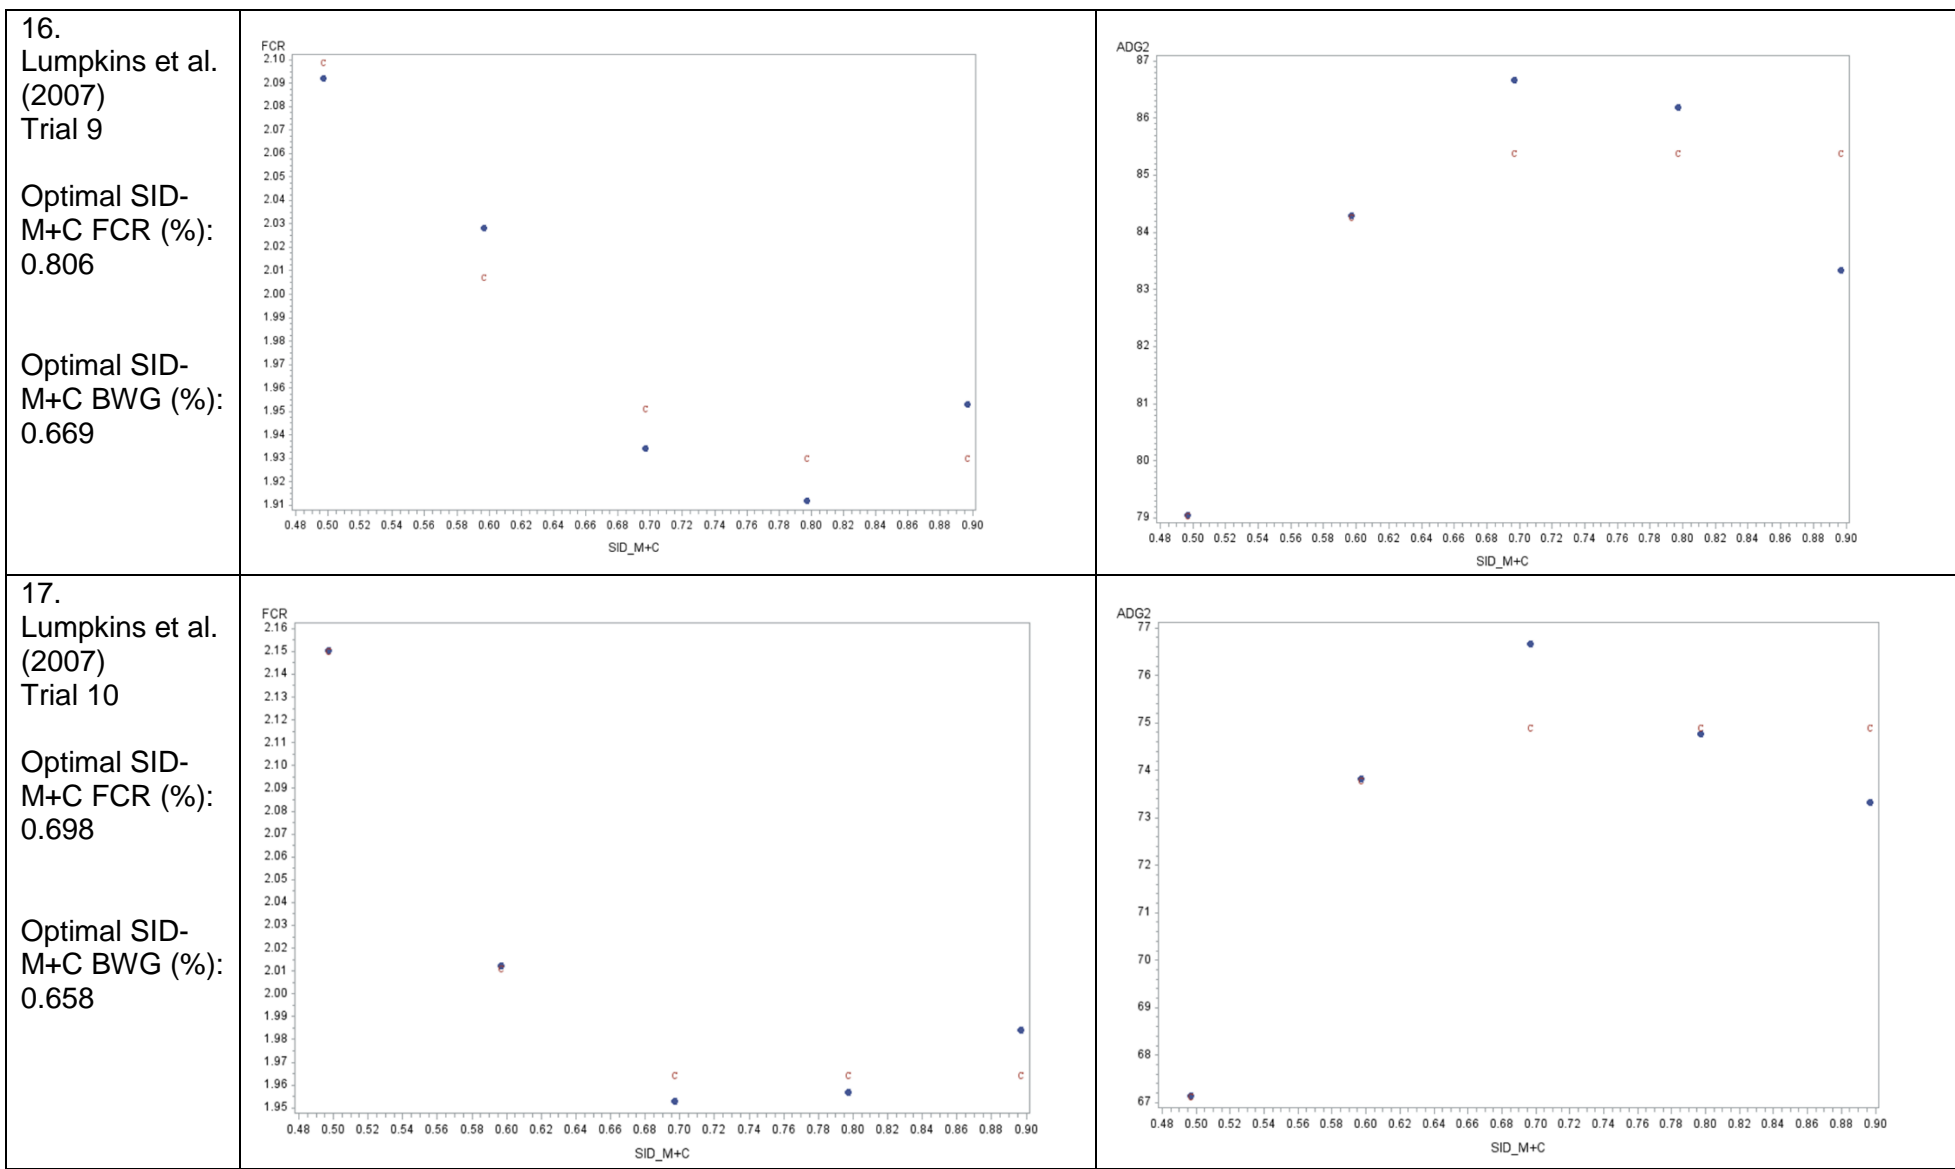 16.
Lumpkins et al.
(2007)
Trial 9
Optimal SID-
M+C FCR (%):
0.806
Optimal SID-
M+C BWG (%):
0.669
FCR
2.10
2.09
2.08
2.07
2.06
2.05
2.04
2.03
2.02
2.01
2.00
1.99
1.98
1.97
1.96
1.95
1.94
1.93
1.92
1.91
c
c
c
c
c
0.48 0.50 0.52 0.54 0.56 0.58 0.60 0.62 0.64 0.66 0.68 0.70 0.72 0.74 0.76 0.78 0.80 0.82 0.84 0.86 0.88 0.90
SID_M+C
ADG2
87
86
85
84
83
82
81
80
79
c c c
0.48 0.50 0.52 0.54 0.56 0.58 0.60 0.62 0.64 0.66 0.68 0.70 0.72 0.74 0.76 0.78 0.80 0.82 0.84 0.86 0.88 0.90
SID_M+C
17.
Lumpkins et al.
(2007)
Trial 10
Optimal SID-
M+C FCR (%):
0.698
Optimal SID-
M+C BWG (%):
0.658
FCR
2.16
2.15
2.14
2.13
2.12
2.11
2.10
2.09
2.08
2.07
2.06
2.05
2.04
2.03
2.02
2.01
2.00
1.99
1.98
1.97
1.96
1.95
c c c
0.48 0.50 0.52 0.54 0.56 0.58 0.60 0.62 0.64 0.66 0.68 0.70 0.72 0.74 0.76 0.78 0.80 0.82 0.84 0.86 0.88 0.90
SID_M+C
ADG2
77
76
75
74
73
72
71
70
69
68
67
c c c
0.48 0.50 0.52 0.54 0.56 0.58 0.60 0.62 0.64 0.66 0.68 0.70 0.72 0.74 0.76 0.78 0.80 0.82 0.84 0.86 0.88 0.90
SID_M+C